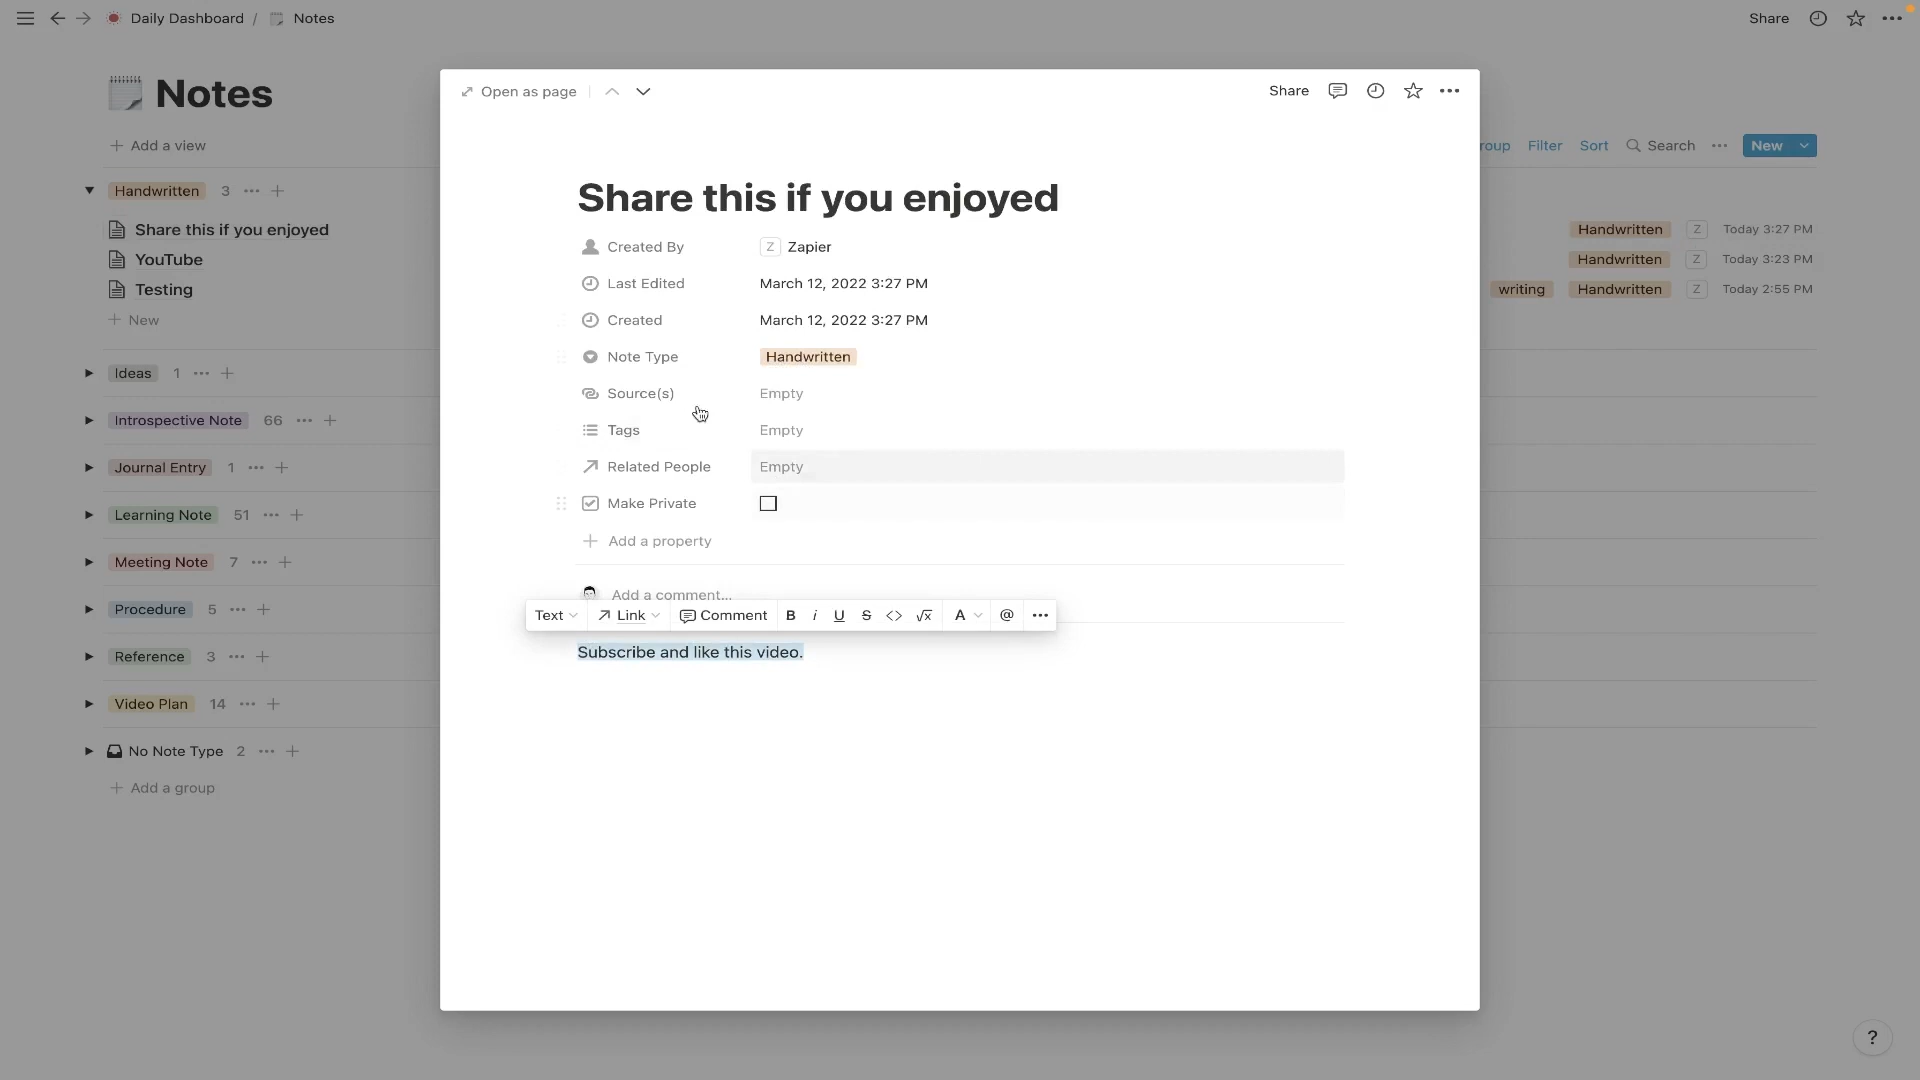 Daily Dashboard / Notes
Share
Notes
Add a view
roup Filter Sort Search New
Handwritten 3
Share this if you enjoyed Handwritten Z Today 3:27 PM
YouTube Handwritten Z Today 3:23 PM
Testing writing Handwritten Z Today 2:55 PM
New
Ideas 1
Introspective Note 66
Journal Entry 1
Learning Note 51
Meeting Note 7
Procedure 5
Reference 3
Video Plan 14
No Note Type 2
Add a group
Open as page
Share
Share this if you enjoyed
Created By Z Zapier
Last Edited March 12, 2022 3:27 PM
Created March 12, 2022 3:27 PM
Note Type Handwritten
Source(s) Empty
Tags Empty
Related People Empty
Make Private
Add a property
Add a comment...
Text Link Comment B i U S <> √x A @ •••
Subscribe and like this video.
?